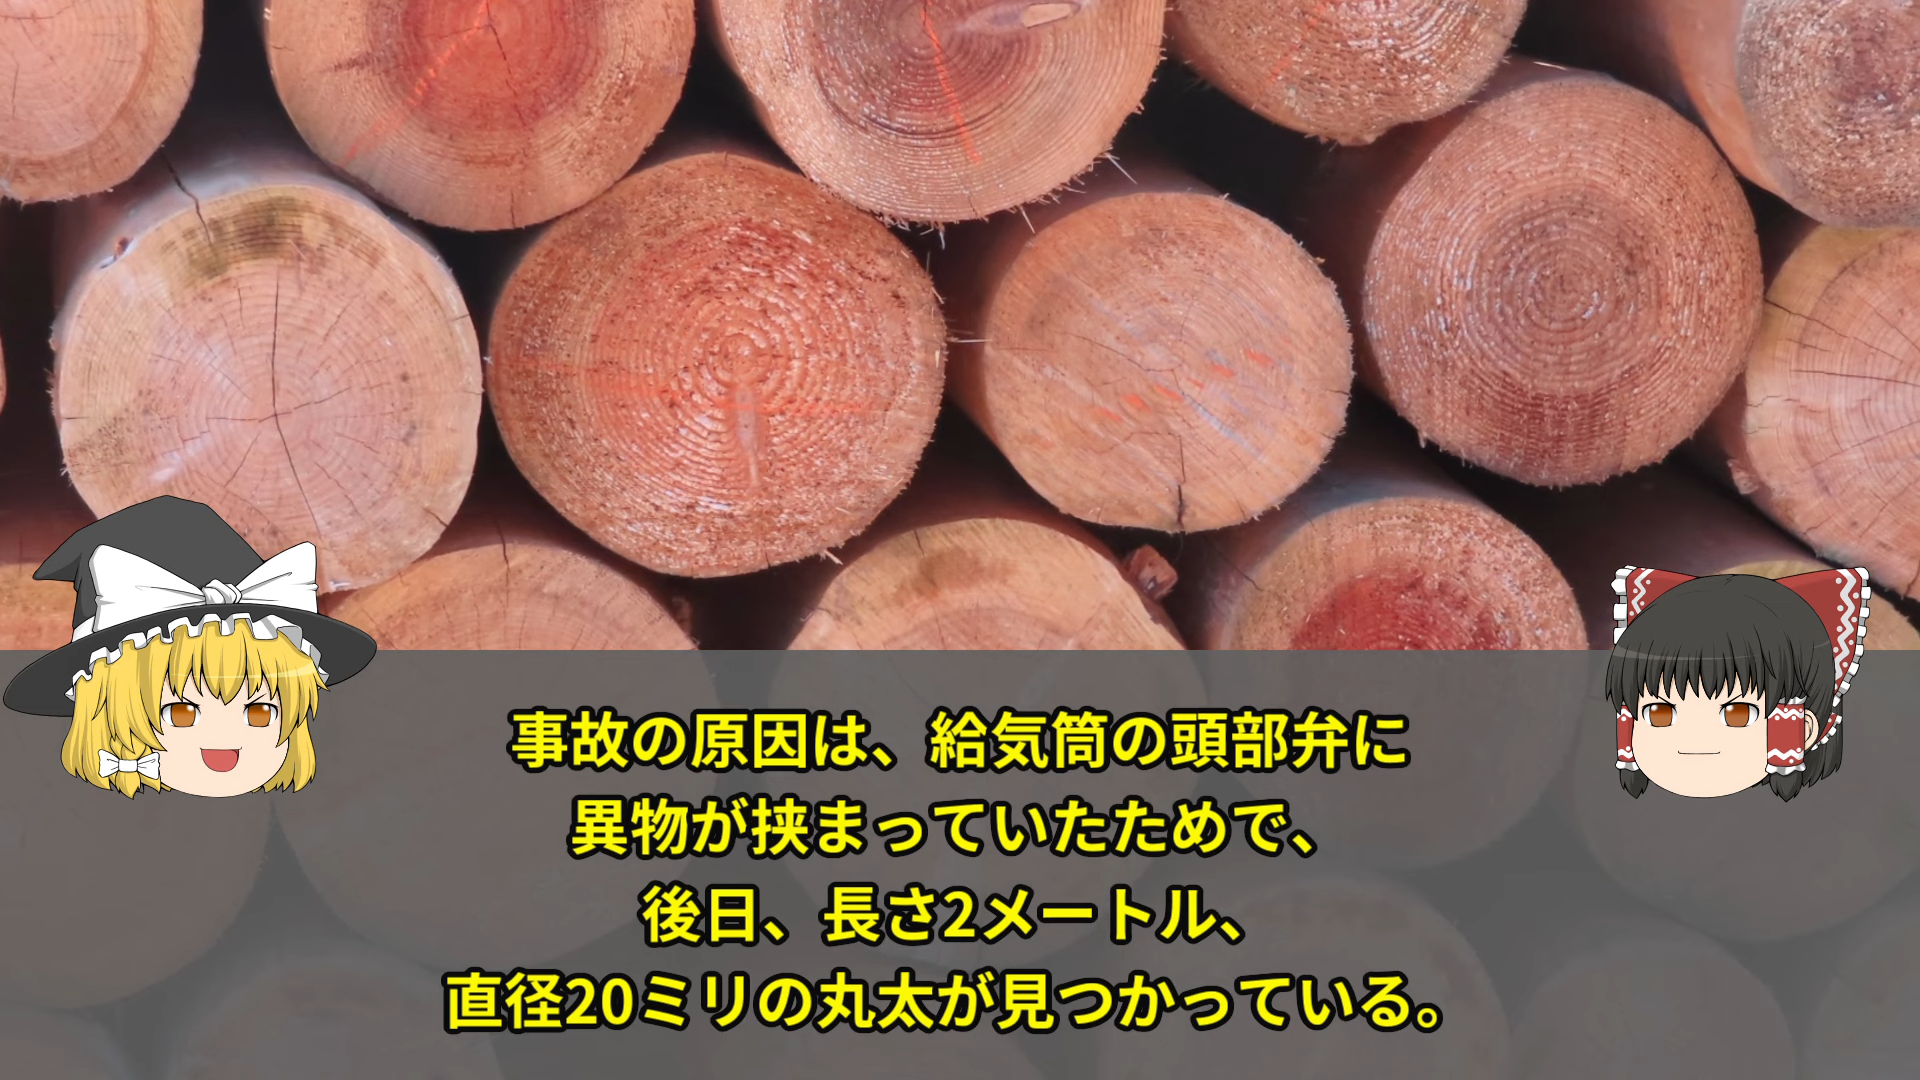 事故の原因は、給気筒の頭部弁に
異物が挟まっていたためで、
後日、長さ2メートル、
直径20ミリの丸太が見つかっている。